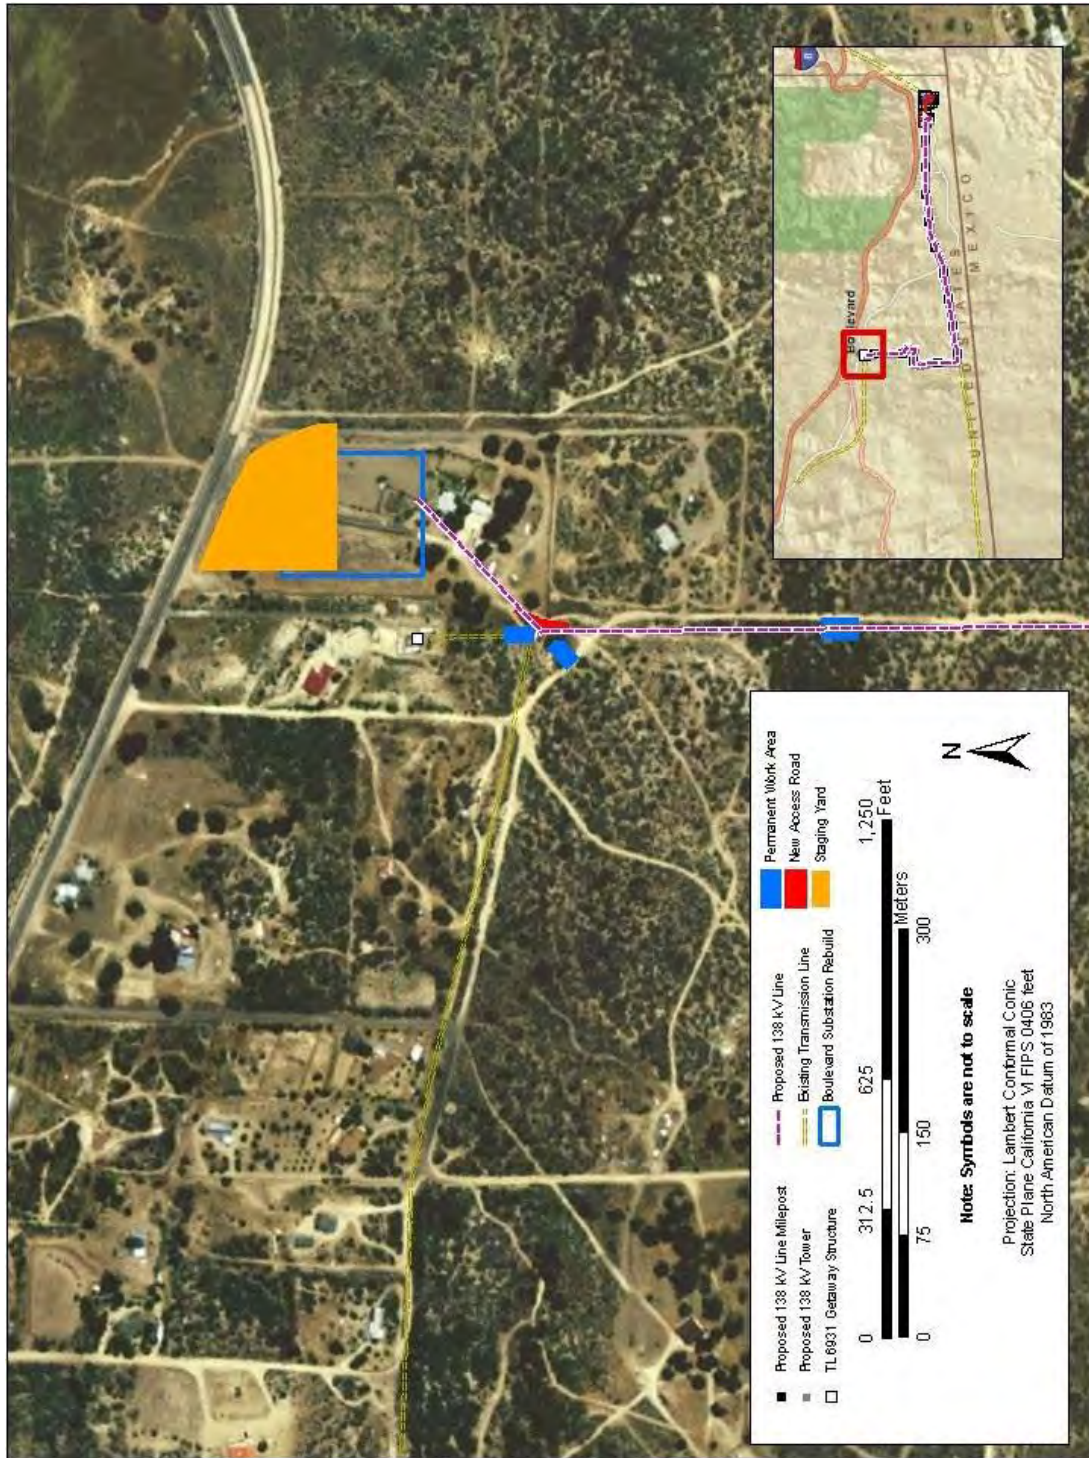 8
Boulevard
UNITED STATES
MEXICO
Proposed 138 kV Line Milepost
Proposed 138 kV Tower
TL 6931 Getaway Structure
Proposed 138 kV Line
Existing Transmission Line
Boulevard Substation Rebuild
Permanent Work Area
New Access Road
Staging Yard
0 312.5 625 1,250
Feet
Meters
0 75 150 300
N
Note: Symbols are not to scale
Projection: Lambert Conformal Conic
State Plane California VI FIPS 0406 feet
North American Datum of 1983